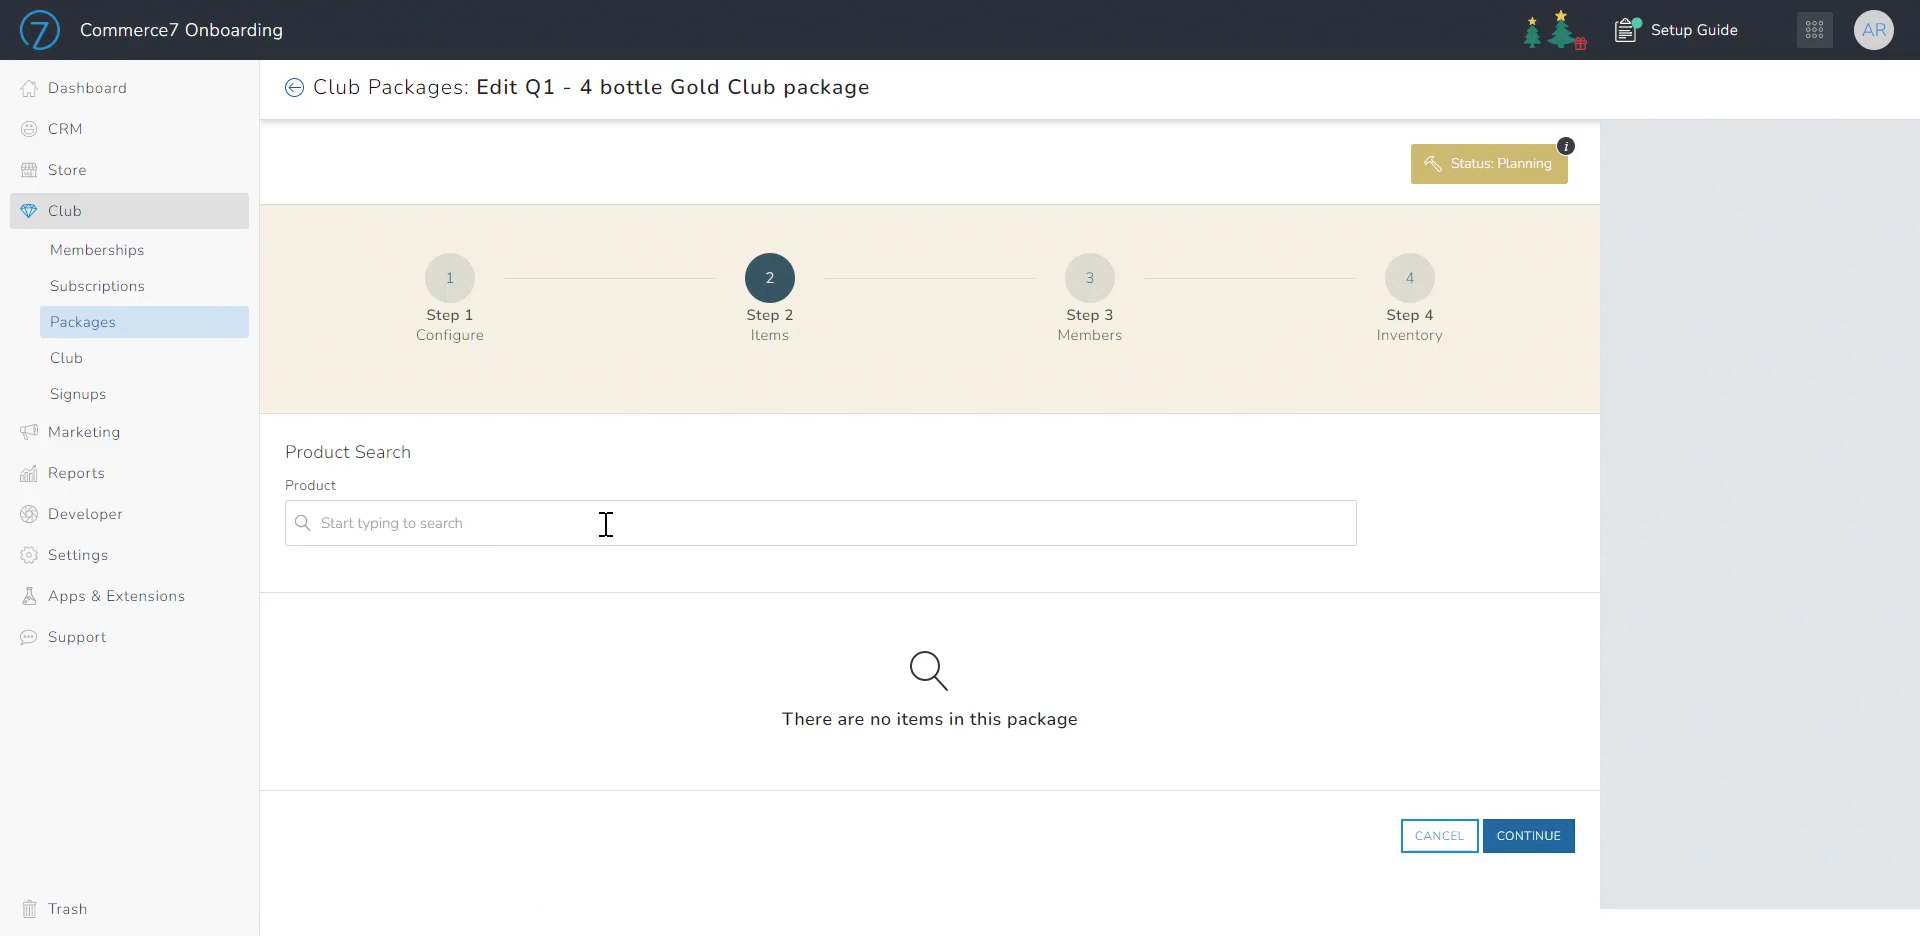 7 Commerce7 Onboarding
Setup Guide
AR
Dashboard
CRM
Store
Club
Memberships
Subscriptions
Packages
Club
Signups
Marketing
Reports
Developer
Settings
Apps & Extensions
Support
Trash
Club Packages: Edit Q1 - 4 bottle Gold Club package
i
Status: Planning
1
Step 1
Configure
2
Step 2
Items
3
Step 3
Members
4
Step 4
Inventory
Product Search
Product
Start typing to search
There are no items in this package
CANCEL
CONTINUE